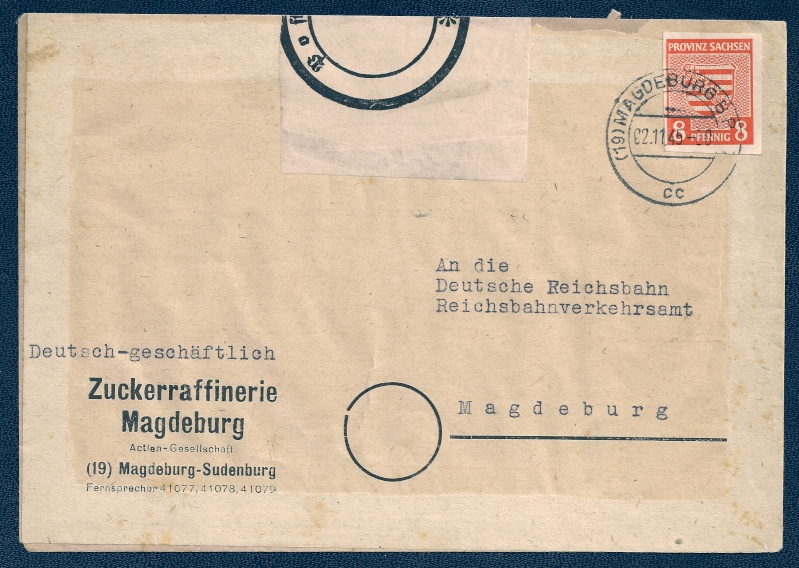 PROVINZ SACHSEN
8 PFENNIG 8
(19) MAGDEBURG
CC
An die
Deutsche Reichsbahn
Reichsbahnverkehrsamt
Magdeburg
Deutsch-geschäftlich
Zuckerraffinerie
Magdeburg
Actien-Gesellschaft
(19) Magdeburg-Sudenburg
Fernsprecher 41077, 41078, 41079